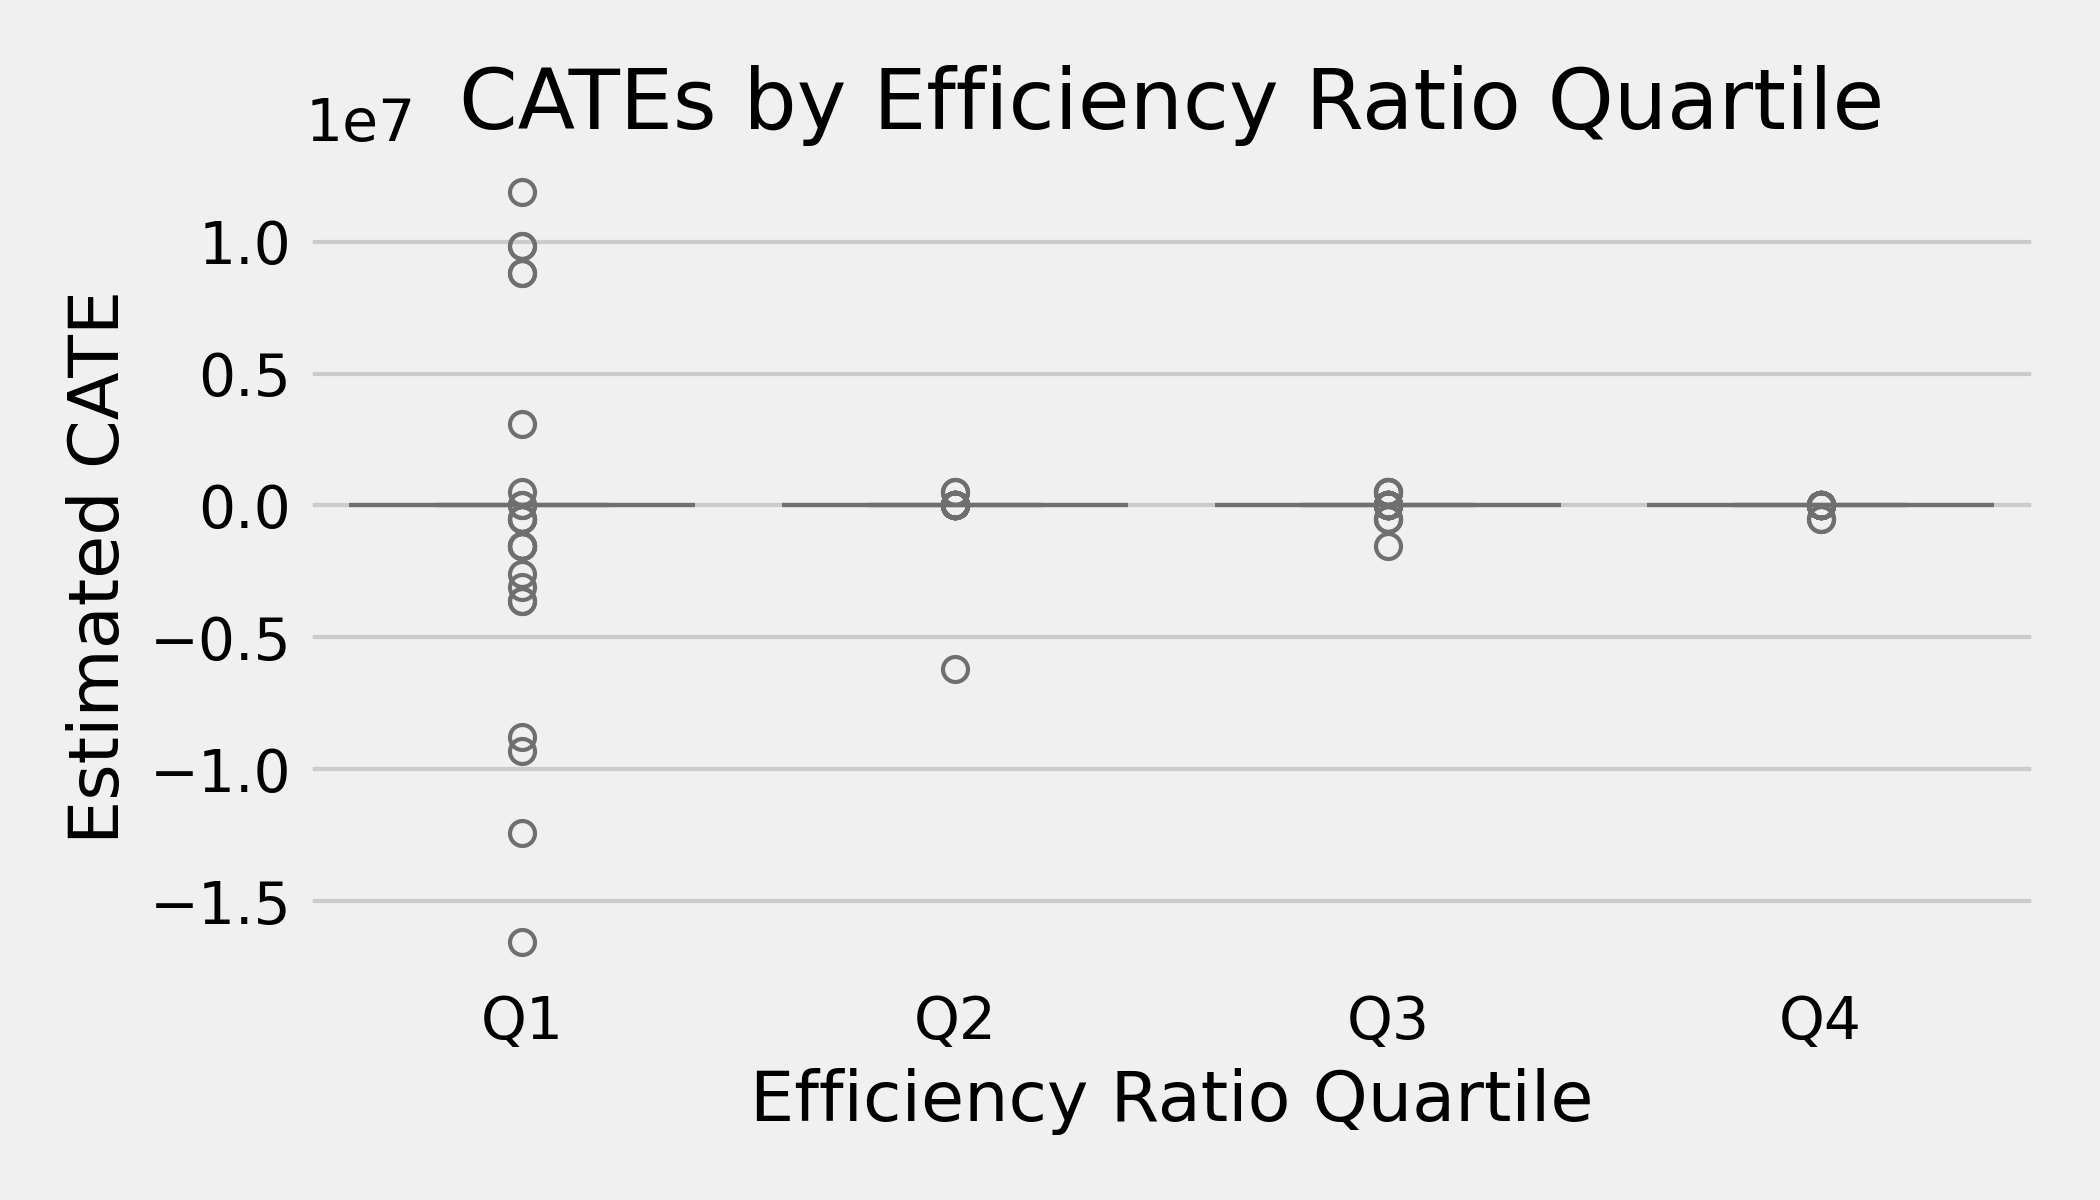 CATEs by Efficiency Ratio Quartile
1e7
1.0
0.5
0.0
−0.5
−1.0
−1.5
Estimated CATE
Q1 Q2 Q3 Q4
Efficiency Ratio Quartile